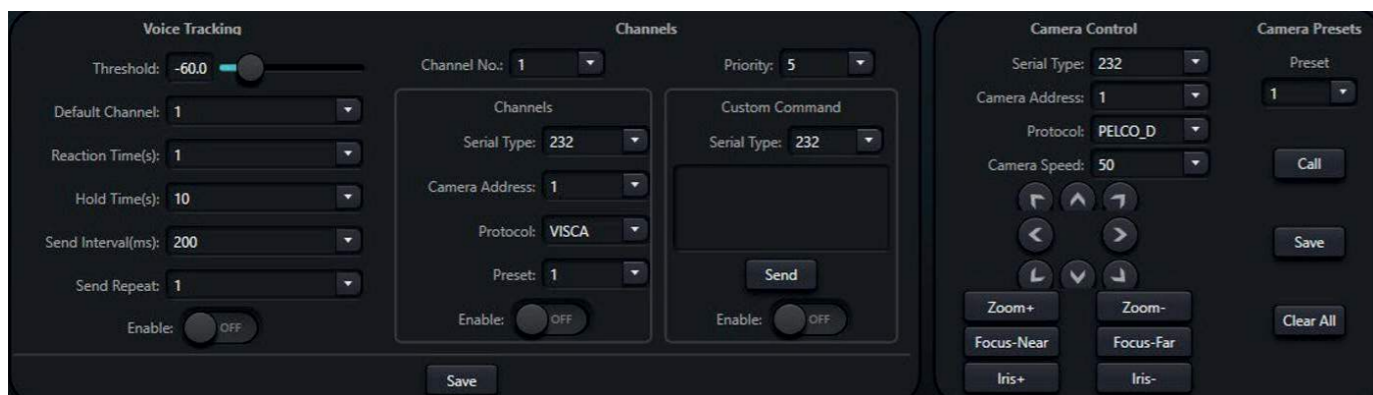 Voice Tracking
Threshold: -60.0
Default Channel: 1
Reaction Time(s): 1
Hold Time(s): 10
Send Interval(ms): 200
Send Repeat: 1
Enable: OFF
Channels
Channel No.: 1
Priority: 5
Channels
Serial Type: 232
Camera Address: 1
Protocol: VISCA
Preset: 1
Enable: OFF
Custom Command
Serial Type: 232
Send
Enable: OFF
Save
Camera Control
Serial Type: 232
Camera Address: 1
Protocol: PELCO_D
Camera Speed: 50
Zoom+ Zoom-
Focus-Near Focus-Far
Iris+ Iris-
Camera Presets
Preset
1
Call
Save
Clear All